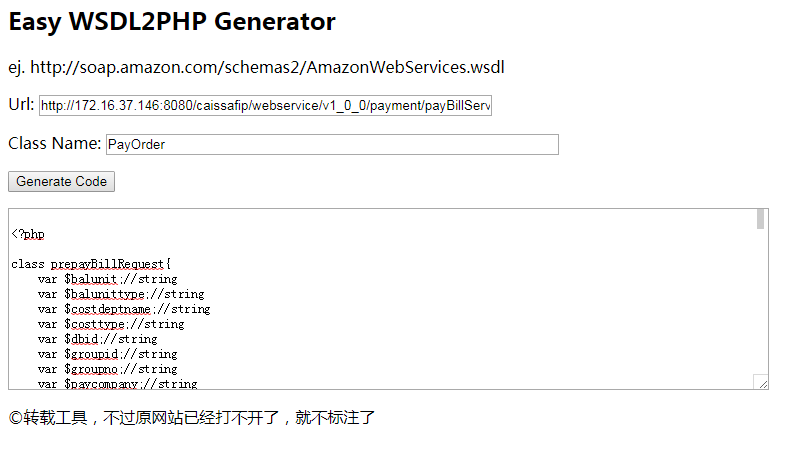 Easy WSDL2PHP Generator
ej. http://soap.amazon.com/schemas2/AmazonWebServices.wsdl
Url: http://172.16.37.146:8080/caissafip/webservice/v1_0_0/payment/payBillServ
Class Name: PayOrder
Generate Code
<?php
class prepayBillRequest{
var $balunit;//string
var $balunittype;//string
var $costdeptname;//string
var $costtype;//string
var $dbid;//string
var $groupid;//string
var $groupno;//string
var $paycompany;//string
©转载工具，不过原网站已经打不开了，就不标注了